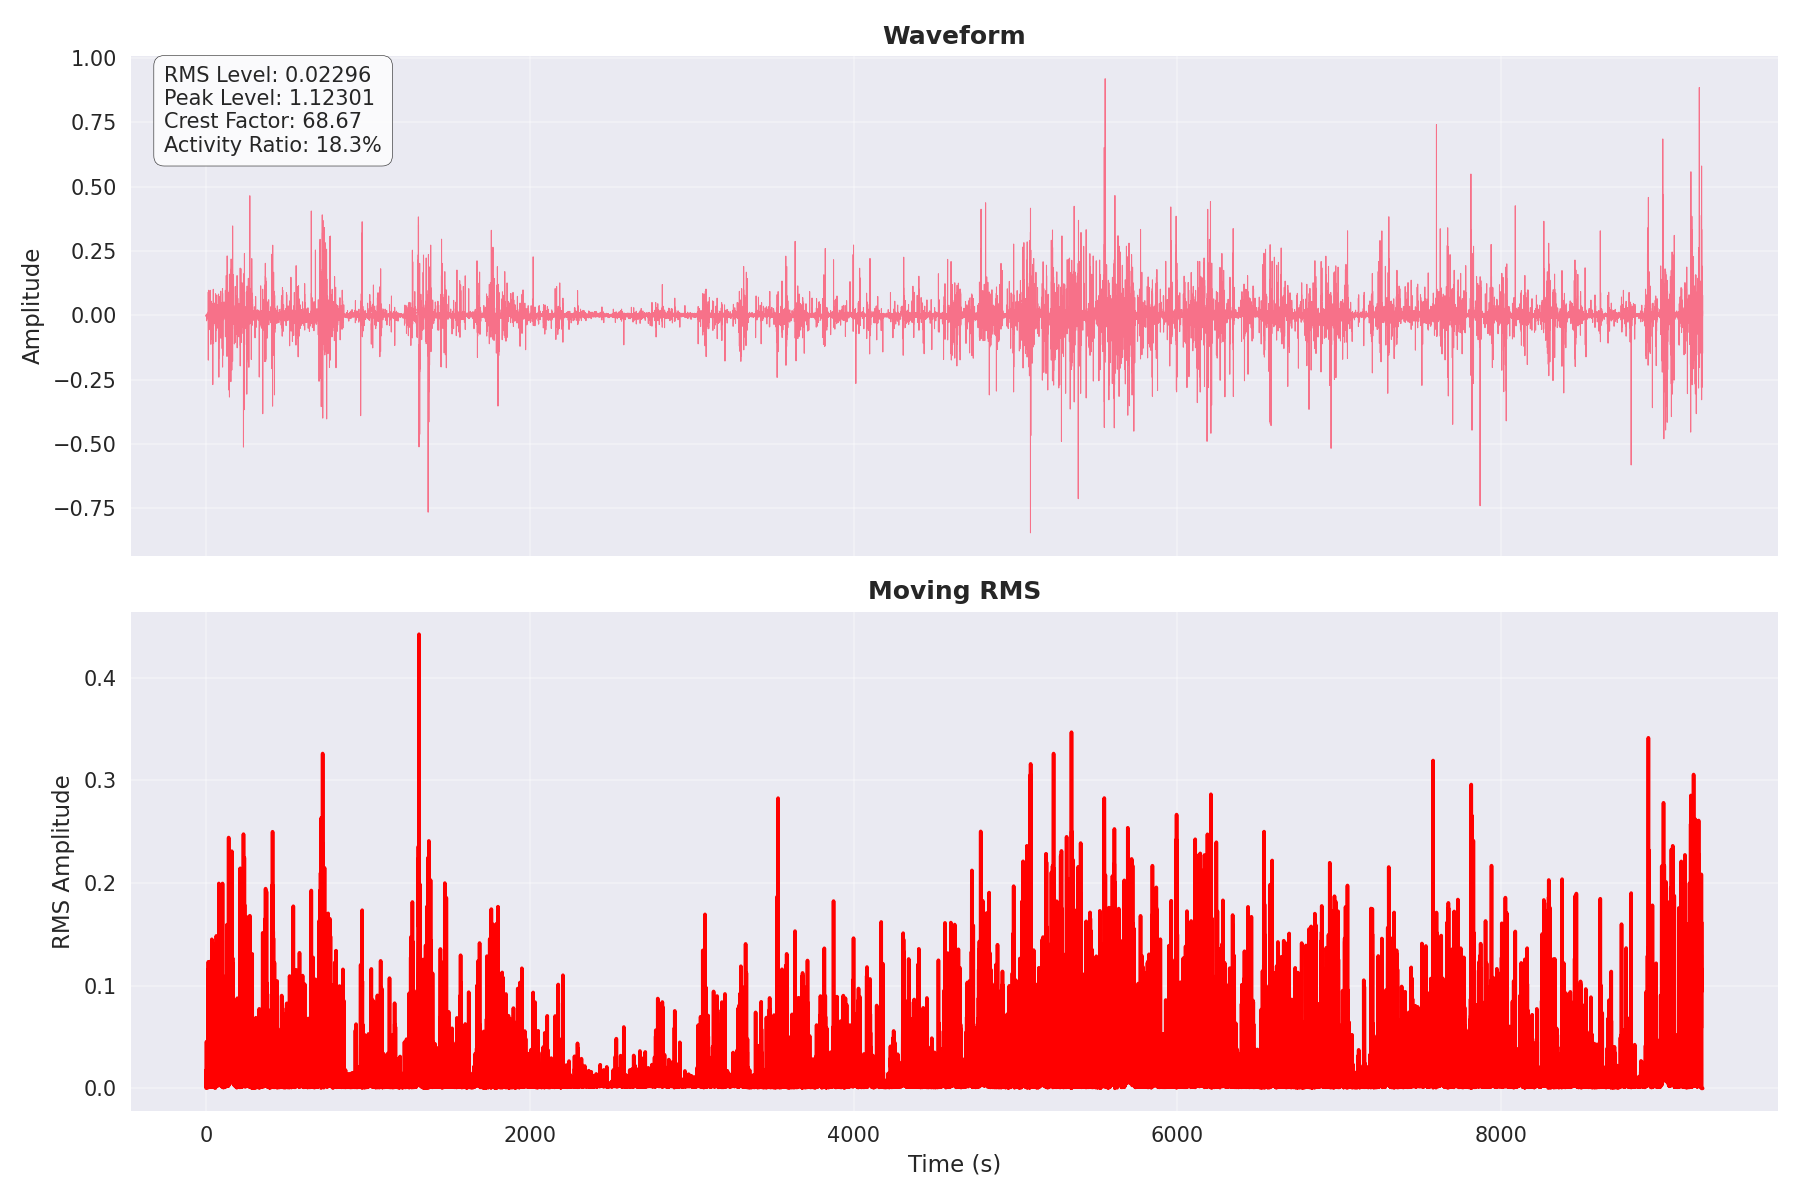 Waveform
RMS Level: 0.02296
Peak Level: 1.12301
Crest Factor: 68.67
Activity Ratio: 18.3%
1.00
0.75
0.50
0.25
0.00
−0.25
−0.50
−0.75
Amplitude
Moving RMS
0.4
0.3
0.2
0.1
0.0
RMS Amplitude
0 2000 4000 6000 8000
Time (s)